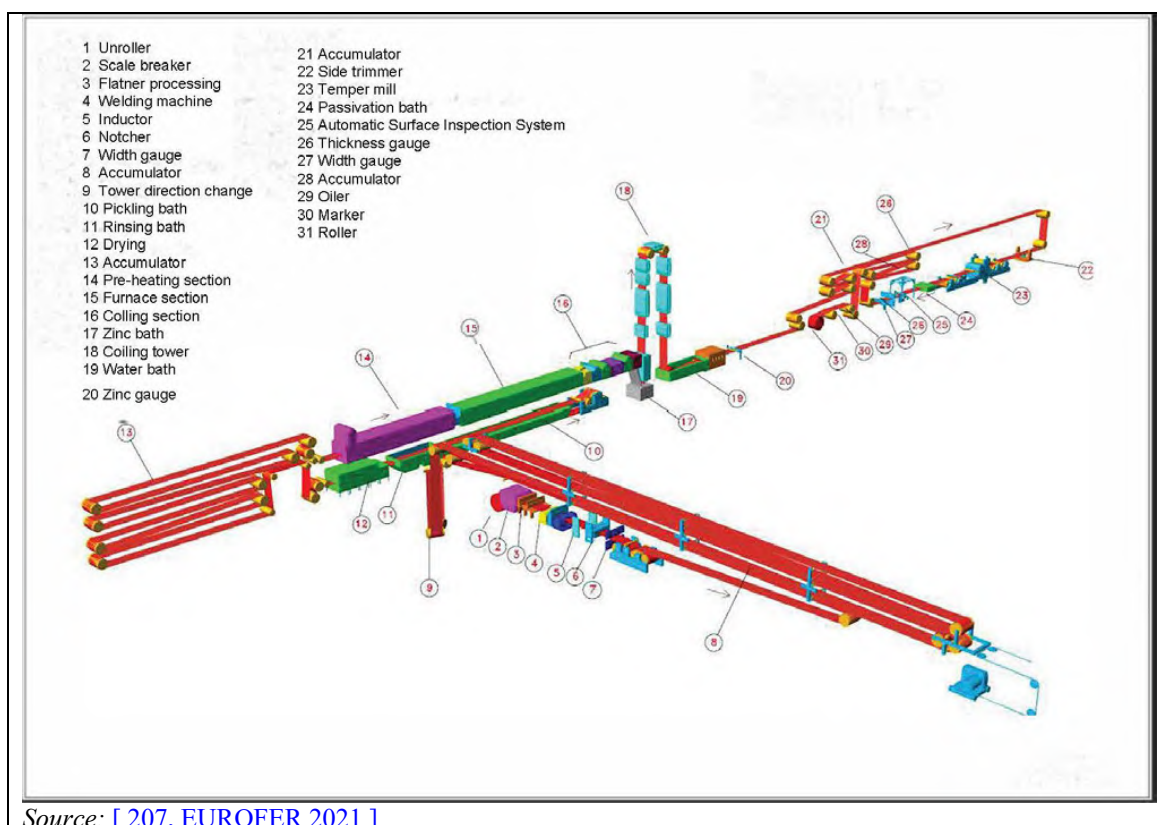 1 Unroller
2 Scale breaker
3 Flatner processing
4 Welding machine
5 Inductor
6 Notcher
7 Width gauge
8 Accumulator
9 Tower direction change
10 Pickling bath
11 Rinsing bath
12 Drying
13 Accumulator
14 Pre-heating section
15 Furnace section
16 Colling section
17 Zinc bath
18 Coiling tower
19 Water bath
20 Zinc gauge
21 Accumulator
22 Side trimmer
23 Temper mill
24 Passivation bath
25 Automatic Surface Inspection System
26 Thickness gauge
27 Width gauge
28 Accumulator
29 Oiler
30 Marker
31 Roller
18
21
26
28
22
23
24
25
26
27
29
30
31
20
19
17
16
15
14
13
12
11
10
9
1
2
3
4
5
6
7
8
Source: [ 207, EUROFER 2021 ]